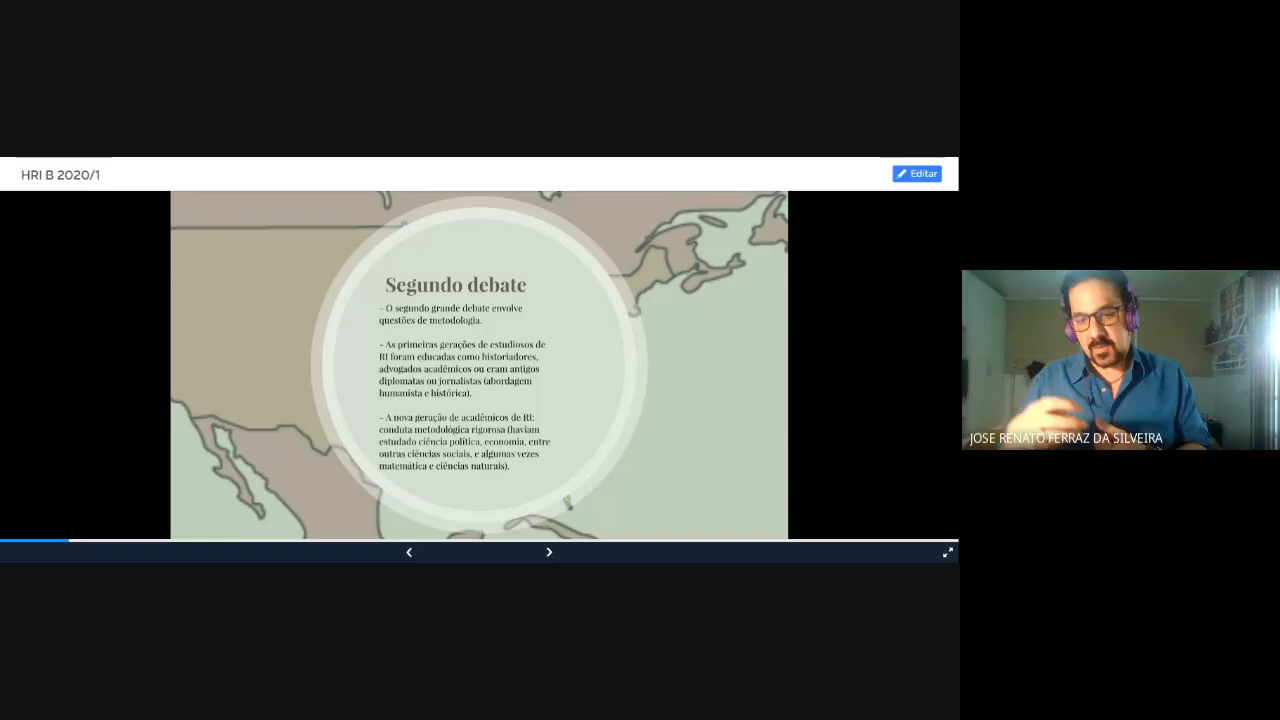 HRI B 2020/1
Editar
Segundo debate
- O segundo grande debate envolve
questões de metodologia.
- As primeiras gerações de estudiosos de
RI foram educadas como historiadores,
advogados acadêmicos ou eram antigos
diplomatas ou jornalistas (abordagem
humanista e histórica).
- A nova geração de acadêmicos de RI:
conduta metodológica rigorosa (haviam
estudado ciência política, economia, entre
outras ciências sociais, e algumas vezes
matemática e ciências naturais).
JOSE RENATO FERRAZ DA SILVEIRA